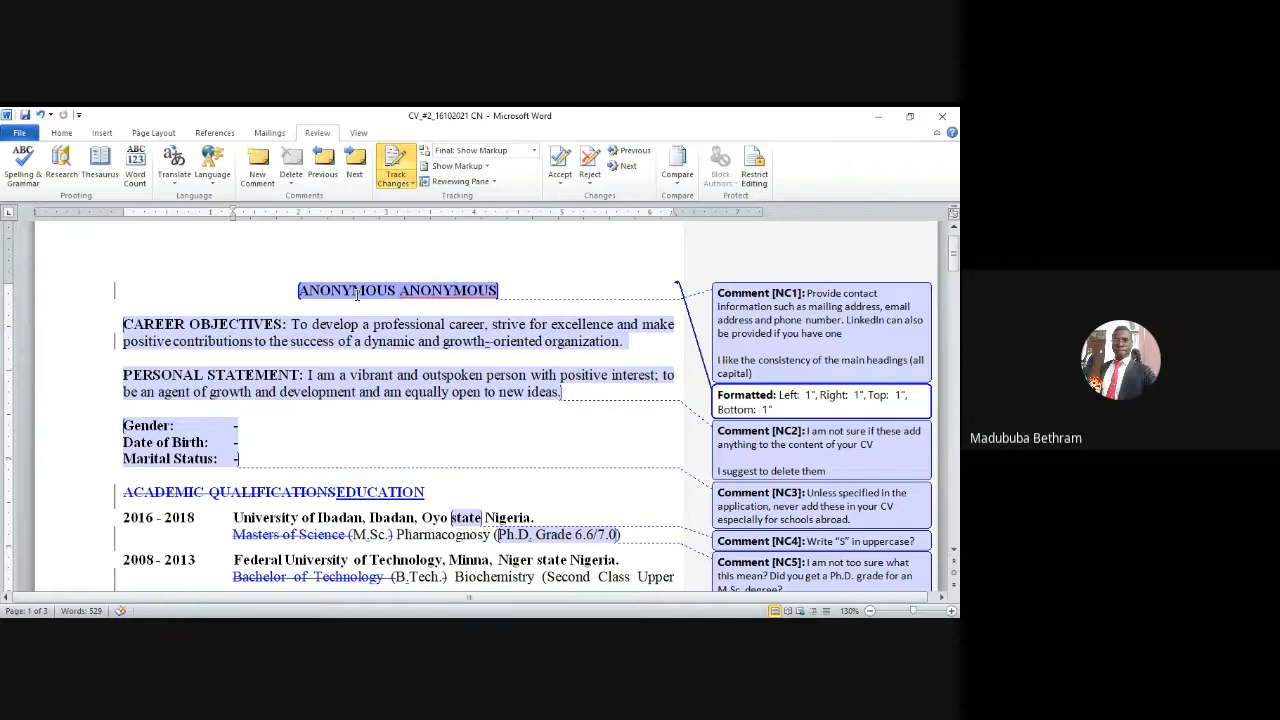 CV_#2_16102021 CN - Microsoft Word
File Home Insert Page Layout References Mailings Review View
ABC Spelling & Grammar
Research
Thesaurus
ABC 123 Word Count
Translate
Language
New Comment
Delete
Previous
Next
Track Changes
Final: Show Markup
Show Markup
Reviewing Pane
Accept
Reject
Previous
Next
Compare
Block Authors
Restrict Editing
Proofing Language Comments Tracking Changes Compare Protect
1 2 3 4 5 6 7
ANONYMOUS ANONYMOUS
CAREER OBJECTIVES: To develop a professional career, strive for excellence and make
positive contributions to the success of a dynamic and growth--oriented organization.
PERSONAL STATEMENT: I am a vibrant and outspoken person with positive interest; to
be an agent of growth and development and am equally open to new ideas.
Gender: -
Date of Birth: -
Marital Status: -
ACADEMIC QUALIFICATIONSEDUCATION
2016 - 2018 University of Ibadan, Ibadan, Oyo state Nigeria.
Masters of Science (M.Sc.) Pharmacognosy (Ph.D. Grade 6.6/7.0)
2008 - 2013 Federal University of Technology, Minna, Niger state Nigeria.
Bachelor of Technology (B.Tech.) Biochemistry (Second Class Upper
Comment [NC1]: Provide contact
information such as mailing address, email
address and phone number. LinkedIn can also
be provided if you have one
I like the consistency of the main headings (all
capital)
Formatted: Left: 1", Right: 1", Top: 1",
Bottom: 1"
Comment [NC2]: I am not sure if these add
anything to the content of your CV
I suggest to delete them
Comment [NC3]: Unless specified in the
application, never add these in your CV
especially for schools abroad.
Comment [NC4]: Write “S” in uppercase?
Comment [NC5]: I am not too sure what
this mean? Did you get a Ph.D. grade for an
M.Sc. degree?
Page: 1 of 3 Words: 529
130%
Madububa Bethram